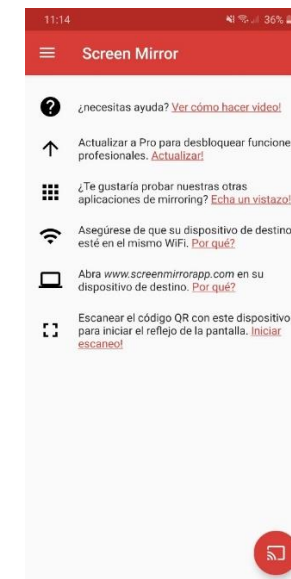 11:14
36%
Screen Mirror
¿necesitas ayuda? Ver cómo hacer video!
Actualizar a Pro para desbloquear funcione
profesionales. Actualizar!
¿Te gustaría probar nuestras otras
aplicaciones de mirroring? Echa un vistazo!
Asegúrese de que su dispositivo de destino
esté en el mismo WiFi. Por qué?
Abra www.screenmirrorapp.com en su
dispositivo de destino. Por qué?
Escanear el código QR con este dispositivo
para iniciar el reflejo de la pantalla. Iniciar
escaneo!